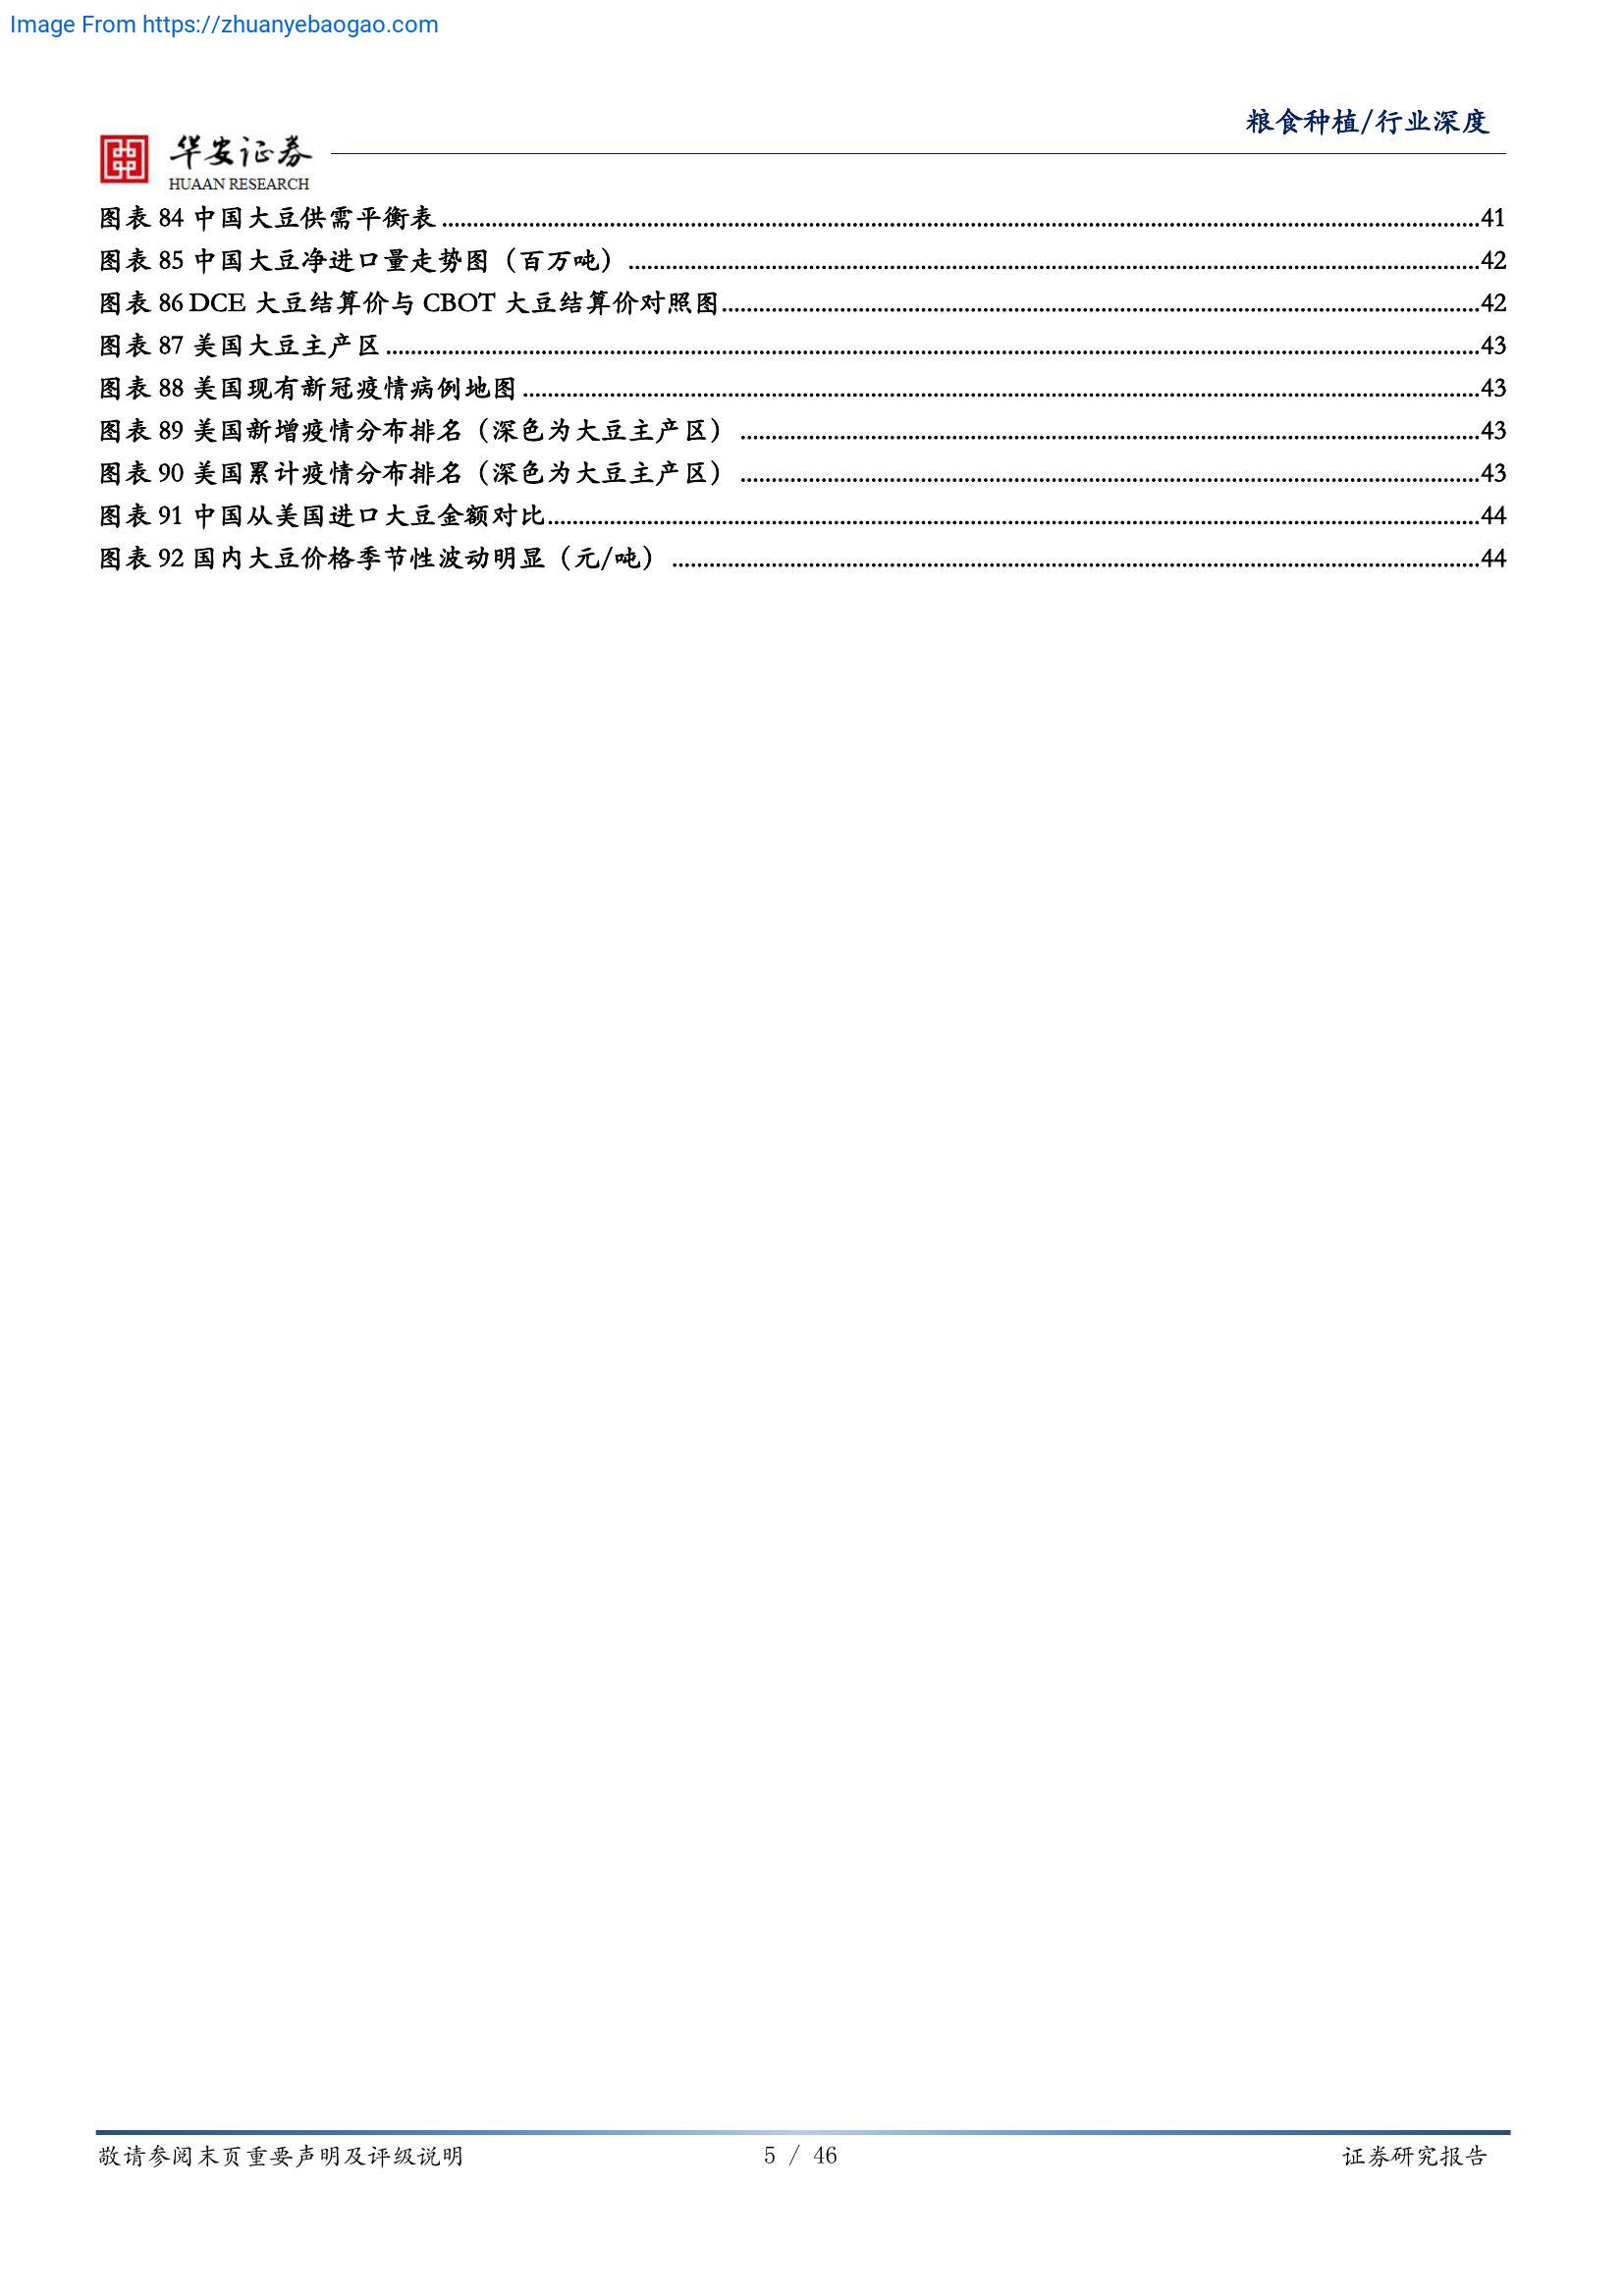 Image From https://zhuanyebaogao.com
粮食种植/行业深度
华安证券
HUAAN RESEARCH
图表 84 中国大豆供需平衡表 41
图表 85 中国大豆净进口量走势图（百万吨） 42
图表 86 DCE 大豆结算价与 CBOT 大豆结算价对照图 42
图表 87 美国大豆主产区 43
图表 88 美国现有新冠疫情病例地图 43
图表 89 美国新增疫情分布排名（深色为大豆主产区） 43
图表 90 美国累计疫情分布排名（深色为大豆主产区） 43
图表 91 中国从美国进口大豆金额对比 44
图表 92 国内大豆价格季节性波动明显（元/吨） 44
敬请参阅末页重要声明及评级说明 5 / 46 证券研究报告